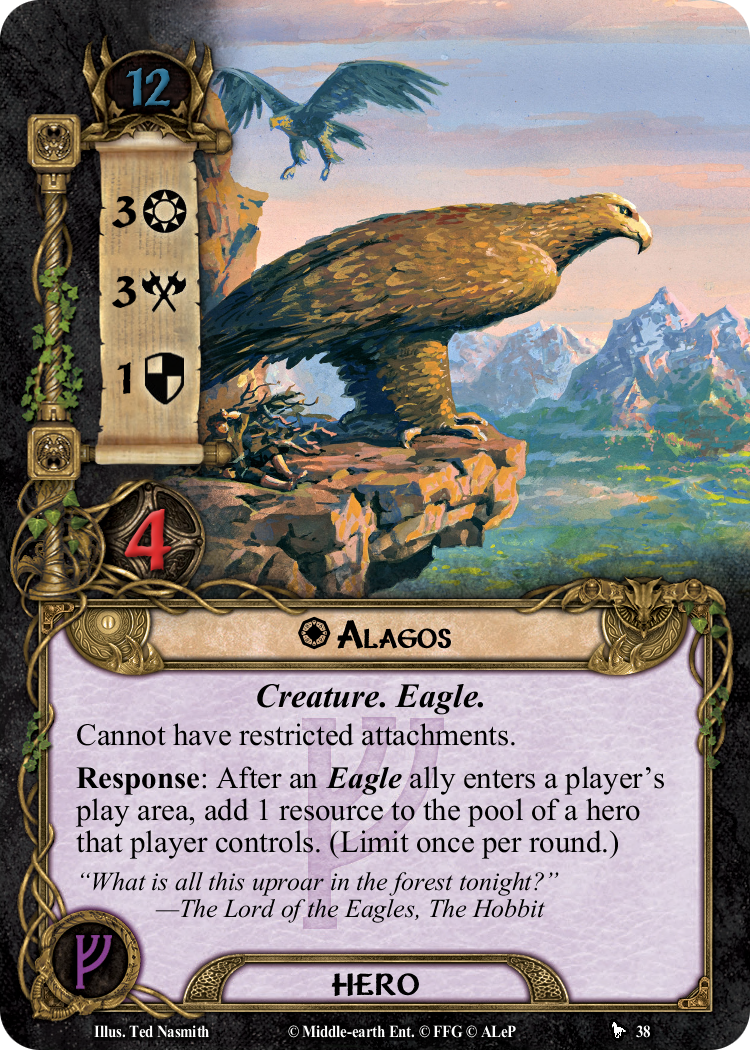 12
3
3
1
4
Alagos
Creature. Eagle.
Cannot have restricted attachments.
Response: After an Eagle ally enters a player’s
play area, add 1 resource to the pool of a hero
that player controls. (Limit once per round.)
“What is all this uproar in the forest tonight?”
—The Lord of the Eagles, The Hobbit
HERO
Illus. Ted Nasmith © Middle-earth Ent. © FFG © ALeP 38